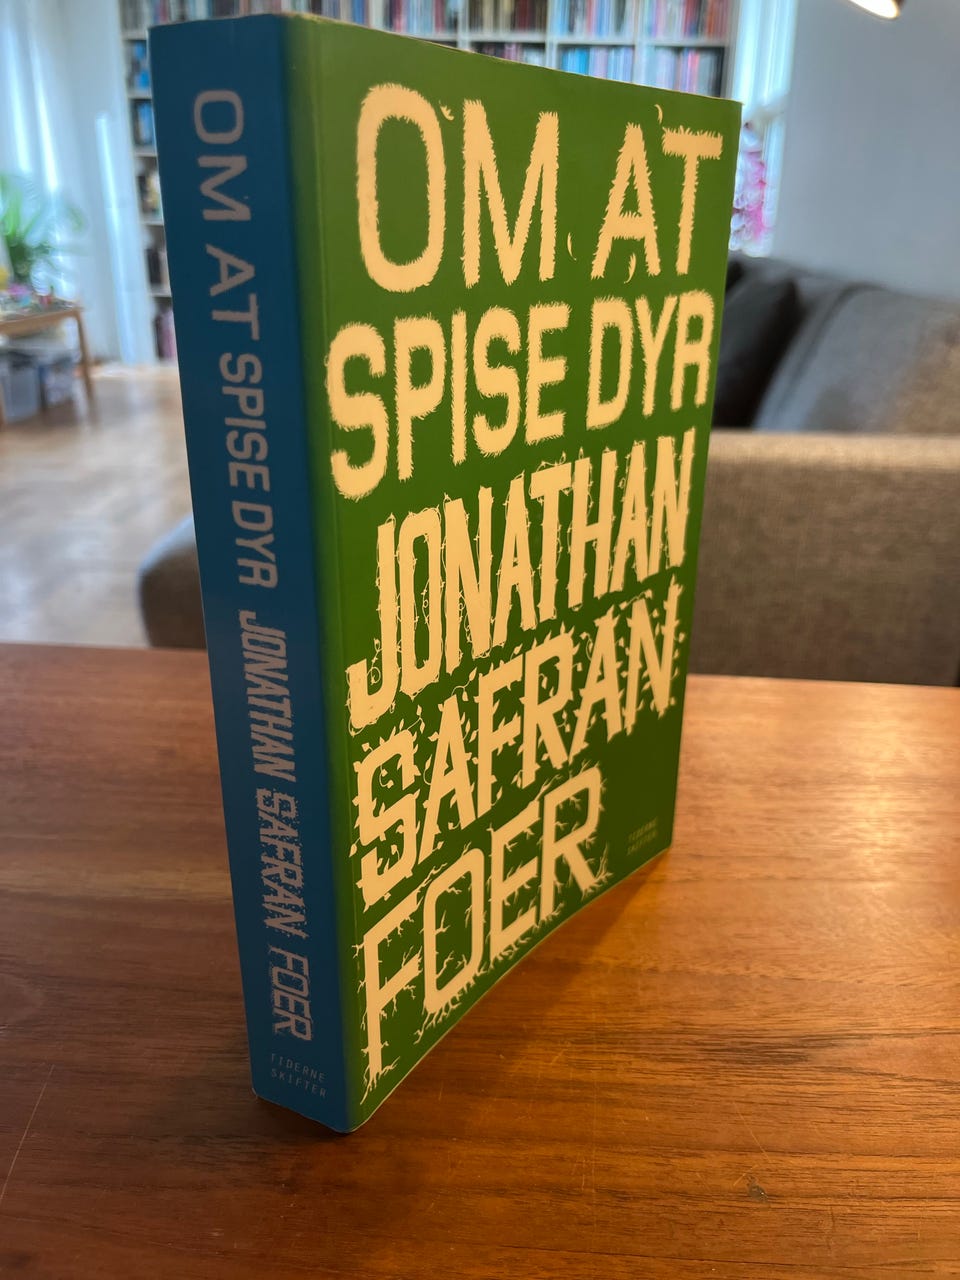 OM AT SPISE DYR JONATHAN SAFRAN FOER
TIDERNE
SKIFTER
OM AT
SPISE DYR
JONATHAN
SAFRAN
FOER
TIDERNE
SKIFTER